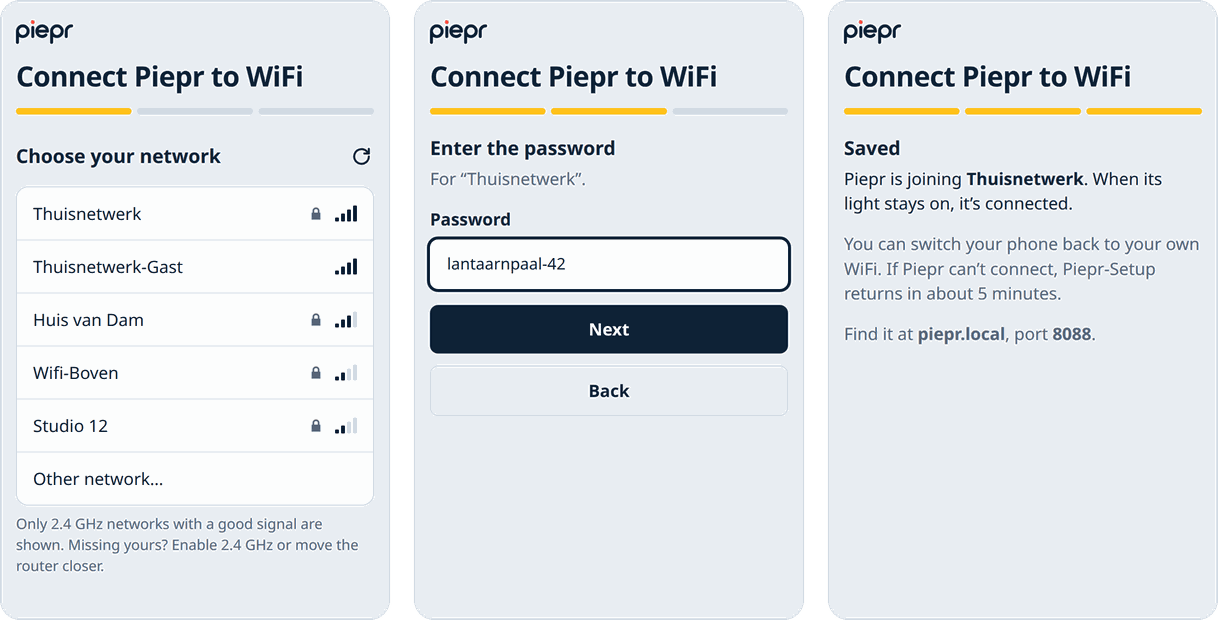 piepr
Connect Piepr to WiFi
Choose your network
Thuisnetwerk
Thuisnetwerk-Gast
Huis van Dam
Wifi-Boven
Studio 12
Other network...
Only 2.4 GHz networks with a good signal are
shown. Missing yours? Enable 2.4 GHz or move the
router closer.
piepr
Connect Piepr to WiFi
Enter the password
For “Thuisnetwerk”.
Password
lantaarnpaal-42
Next
Back
piepr
Connect Piepr to WiFi
Saved
Piepr is joining Thuisnetwerk. When its
light stays on, it’s connected.
You can switch your phone back to your own
WiFi. If Piepr can’t connect, Piepr-Setup
returns in about 5 minutes.
Find it at piepr.local, port 8088.